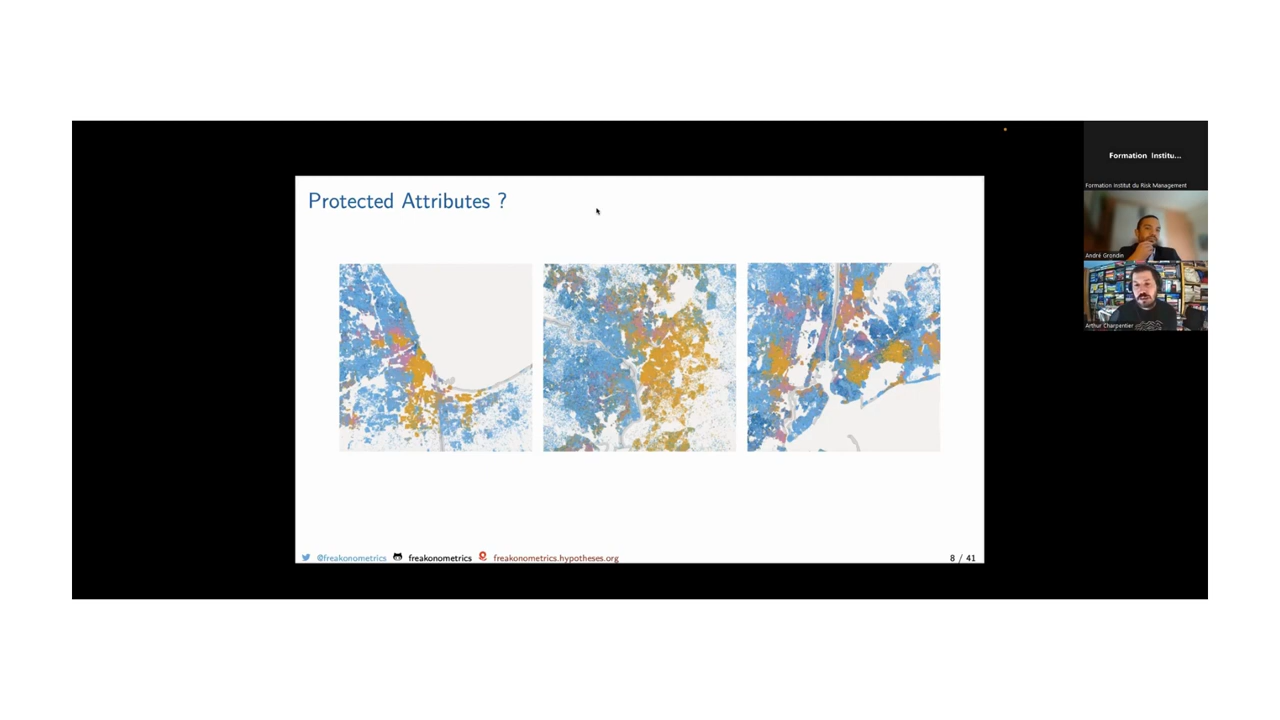 Protected Attributes ?
@freakonometrics freakonometrics freakonometrics.hypotheses.org 8 / 41
Formation Institu...
Formation Institut du Risk Management
André Grondin
Arthur Charpentier